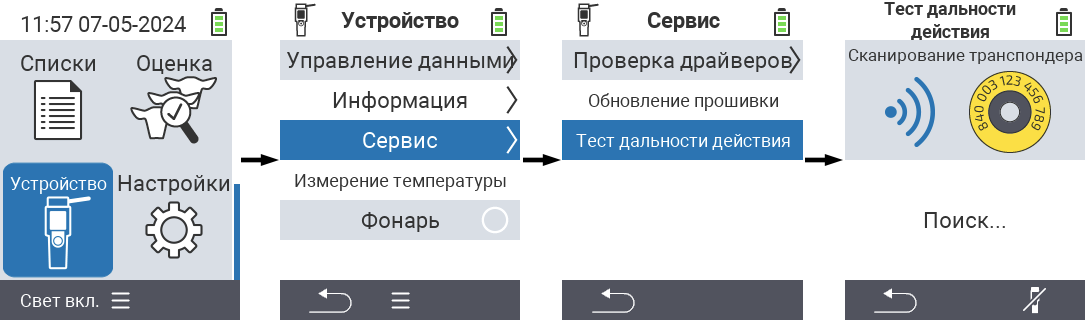 11:57 07-05-2024
Списки
Оценка
Устройство
Настройки
Свет вкл.
Устройство
Управление данными
Информация
Сервис
Измерение температуры
Фонарь
Сервис
Проверка драйверов
Обновление прошивки
Тест дальности действия
Тест дальности
действия
Сканирование транспондера
840 003 123 456 789
Поиск...